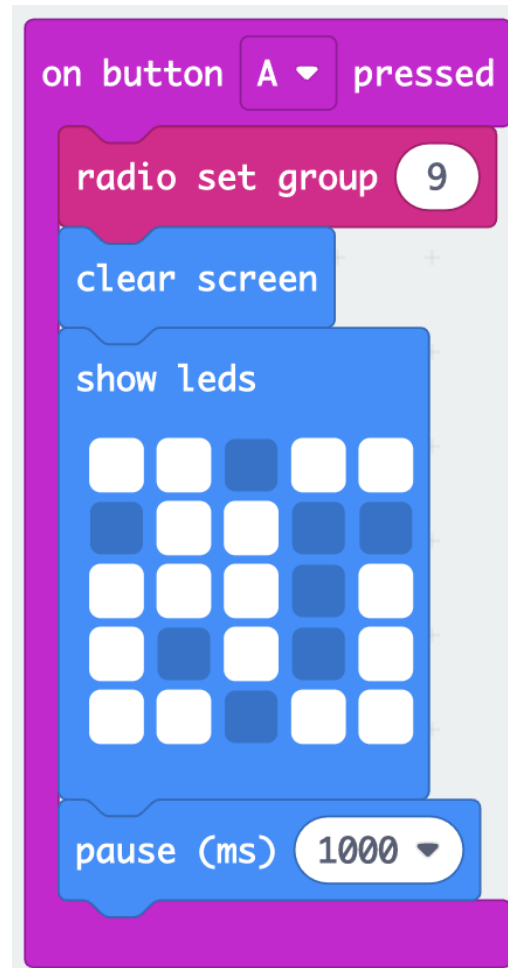 on button A pressed
radio set group 9
clear screen
show leds
pause (ms) 1000